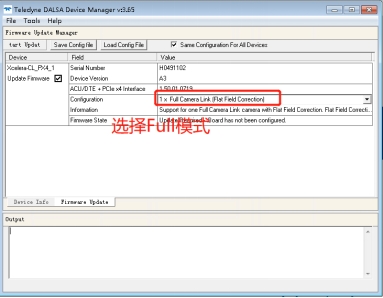 Teledyne DALSA Device Manager v:3.65
File Tools Help
Firmware Update Manager
tart Updat Save Config file Load Config File Same Configuration For All Devices
Device Field Value
Xcelera-CL_PX4_1 Serial Number H0491102
Update Firmware Device Version A3
ACU/DTE + PCIe x4 Interface 1.50.01.0719
Configuration 1 x Full Camera Link (Flat Field Correction)
Information Support for one Full Camera Link camera with Flat Field Correction. Flat Field Correcti
Firmware State board has not been configured.
选择Full模式
Device Info Firmware Update
Output